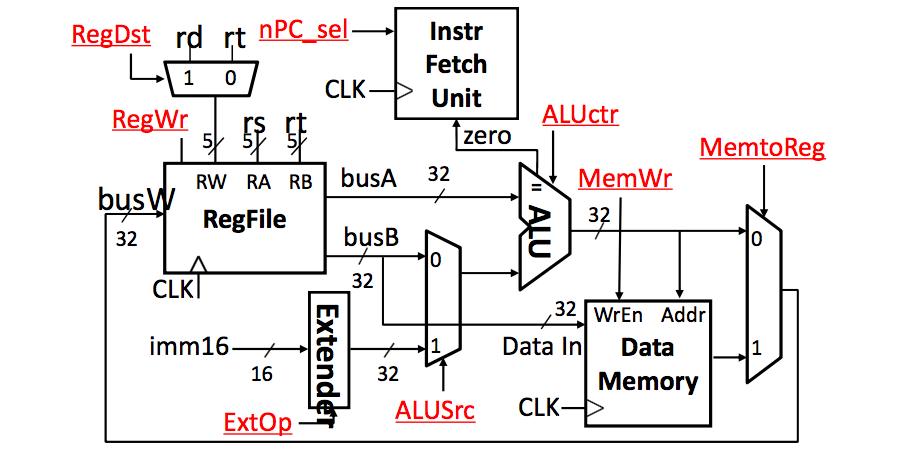 RegDst
rd
rt
nPC_sel
Instr
Fetch
Unit
1
0
CLK
RegWr
5
rs
5
rt
5
zero
ALUctr
MemtoReg
RW
RA
RB
RegFile
busA
32
=
ALU
MemWr
busW
32
32
busB
0
0
CLK
32
Extender
32
WrEn
Addr
imm16
16
32
1
Data In
Data
Memory
1
ExtOp
ALUSrc
CLK